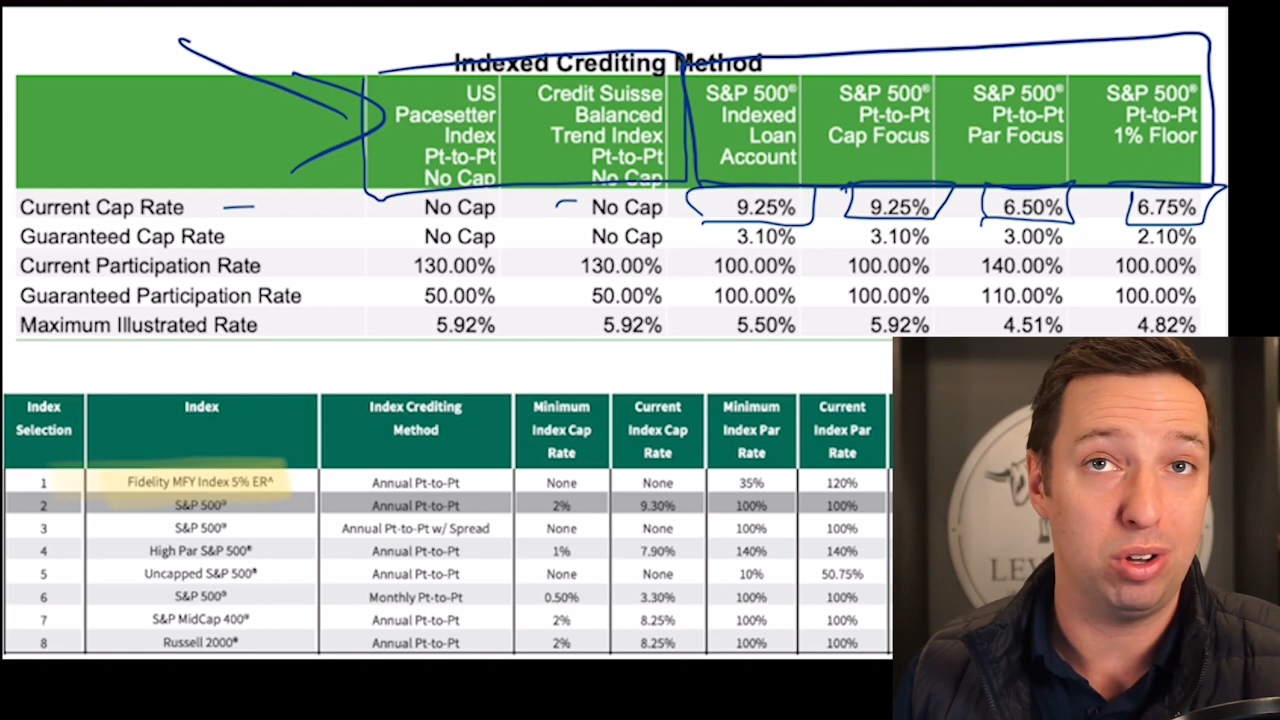 Indexed Crediting Method
US Pacesetter Index Pt-to-Pt No Cap
Credit Suisse Balanced Trend Index Pt-to-Pt No Cap
S&P 500® Indexed Loan Account
S&P 500® Pt-to-Pt Cap Focus
S&P 500® Pt-to-Pt Par Focus
S&P 500® Pt-to-Pt 1% Floor
Current Cap Rate No Cap No Cap 9.25% 9.25% 6.50% 6.75%
Guaranteed Cap Rate No Cap No Cap 3.10% 3.10% 3.00% 2.10%
Current Participation Rate 130.00% 130.00% 100.00% 100.00% 140.00% 100.00%
Guaranteed Participation Rate 50.00% 50.00% 100.00% 100.00% 110.00% 100.00%
Maximum Illustrated Rate 5.92% 5.92% 5.50% 5.92% 4.51% 4.82%
Index Selection
Index
Index Crediting Method
Minimum Index Cap Rate
Current Index Cap Rate
Minimum Index Par Rate
Current Index Par Rate
1 Fidelity MFY Index 5% ER^ Annual Pt-to-Pt None None 35% 120%
2 S&P 500® Annual Pt-to-Pt 2% 9.30% 100% 100%
3 S&P 500® Annual Pt-to-Pt w/ Spread None None 100% 100%
4 High Par S&P 500® Annual Pt-to-Pt 1% 7.90% 140% 140%
5 Uncapped S&P 500® Annual Pt-to-Pt None None 10% 50.75%
6 S&P 500® Monthly Pt-to-Pt 0.50% 3.30% 100% 100%
7 S&P MidCap 400® Annual Pt-to-Pt 2% 8.25% 100% 100%
8 Russell 2000® Annual Pt-to-Pt 2% 8.25% 100% 100%